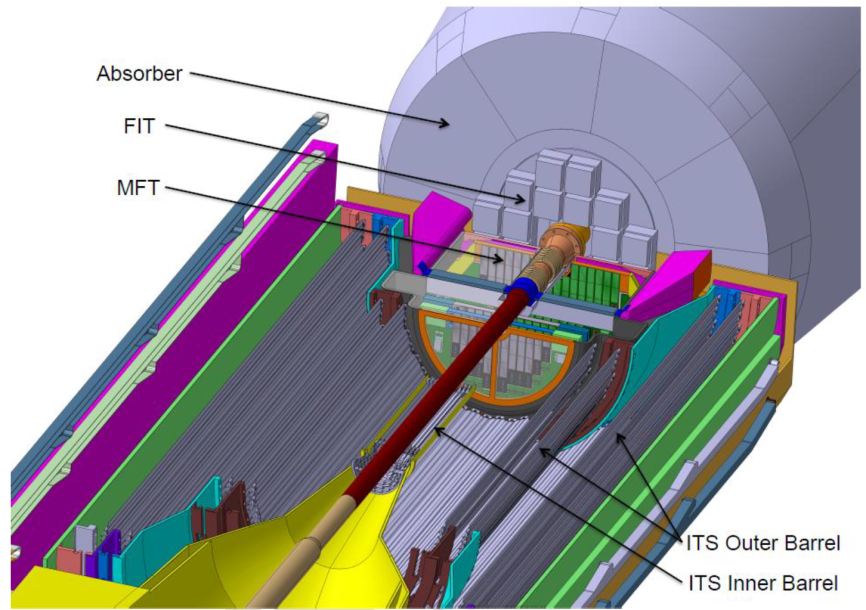 Absorber
FIT
MFT
ITS Outer Barrel
ITS Inner Barrel